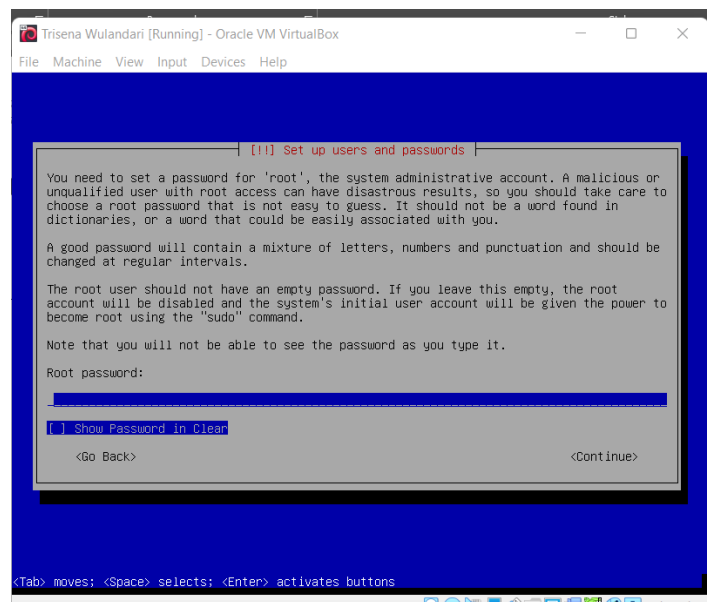 Trisena Wulandari [Running] - Oracle VM VirtualBox
File Machine View Input Devices Help
[!!] Set up users and passwords
You need to set a password for 'root', the system administrative account. A malicious or
unqualified user with root access can have disastrous results, so you should take care to
choose a root password that is not easy to guess. It should not be a word found in
dictionaries, or a word that could be easily associated with you.
A good password will contain a mixture of letters, numbers and punctuation and should be
changed at regular intervals.
The root user should not have an empty password. If you leave this empty, the root
account will be disabled and the system's initial user account will be given the power to
become root using the "sudo" command.
Note that you will not be able to see the password as you type it.
Root password:
[ ] Show Password in Clear
<Go Back> <Continue>
<Tab> moves; <Space> selects; <Enter> activates buttons